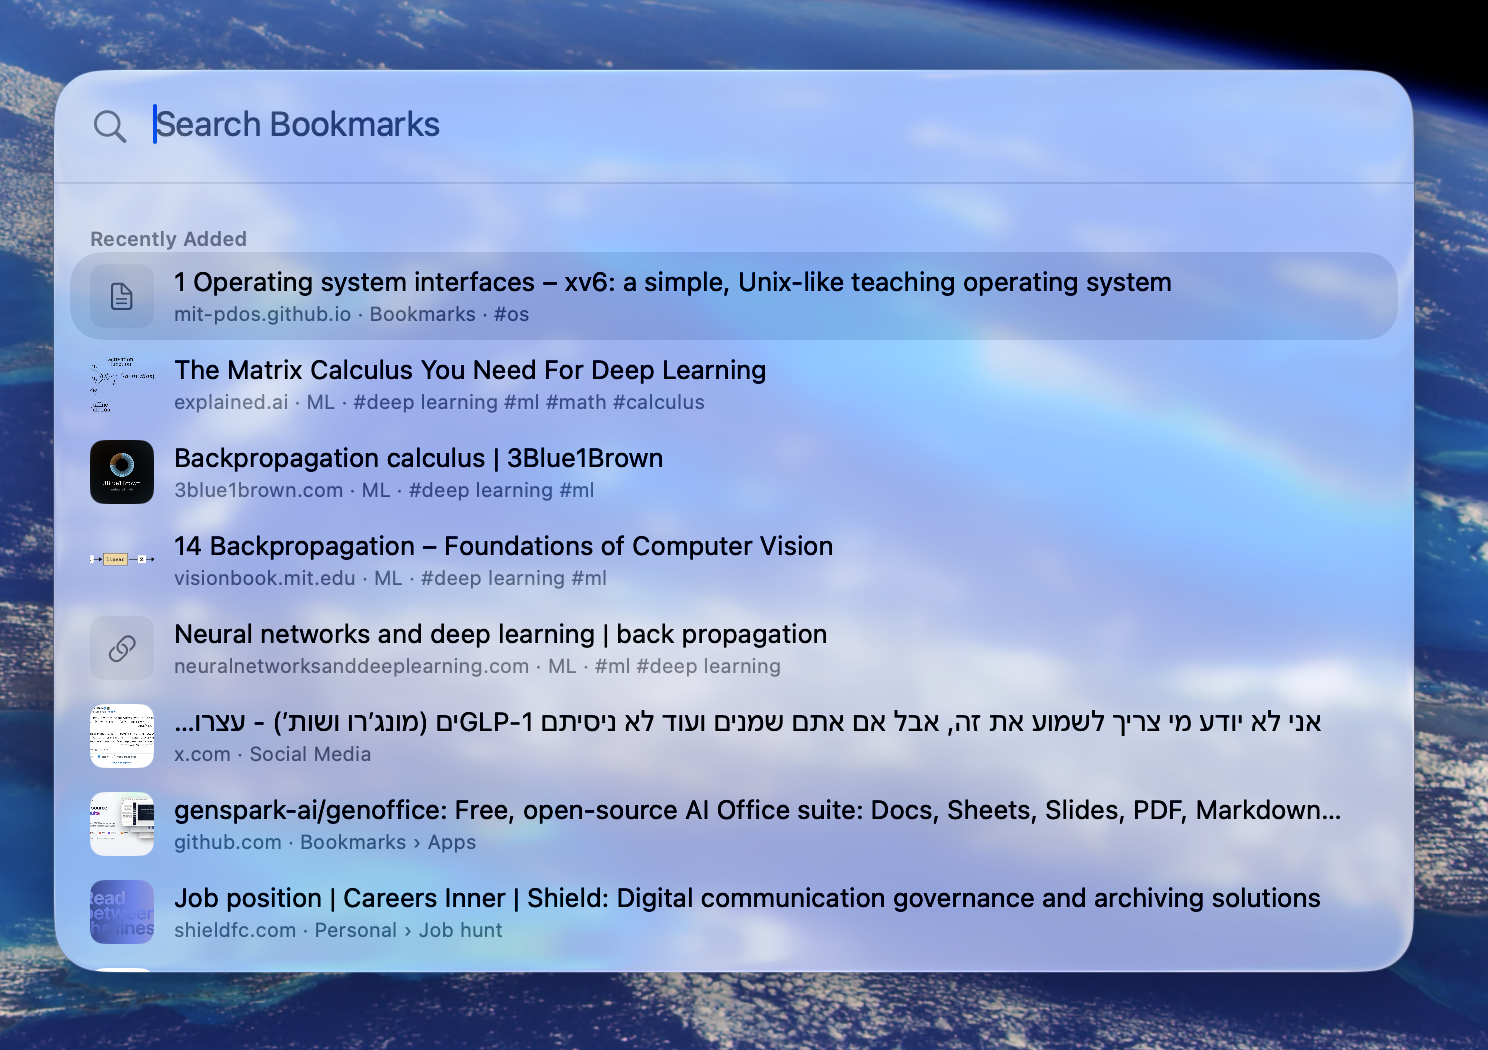 Search Bookmarks
Recently Added
1 Operating system interfaces – xv6: a simple, Unix-like teaching operating system
mit-pdos.github.io · Bookmarks · #os
The Matrix Calculus You Need For Deep Learning
explained.ai · ML · #deep learning #ml #math #calculus
Backpropagation calculus | 3Blue1Brown
3blue1brown.com · ML · #deep learning #ml
14 Backpropagation – Foundations of Computer Vision
visionbook.mit.edu · ML · #deep learning #ml
linear
Neural networks and deep learning | back propagation
neuralnetworksanddeeplearning.com · ML · #ml #deep learning
אני לא יודע מי צריך לשמוע את זה, אבל אם אתם שמנים ועוד לא ניסיתם GLP-1ים (מונג׳רו ושות׳) - עצרו...
x.com · Social Media
genspark-ai/genoffice: Free, open-source AI Office suite: Docs, Sheets, Slides, PDF, Markdown...
github.com · Bookmarks › Apps
Job position | Careers Inner | Shield: Digital communication governance and archiving solutions
shieldfc.com · Personal › Job hunt